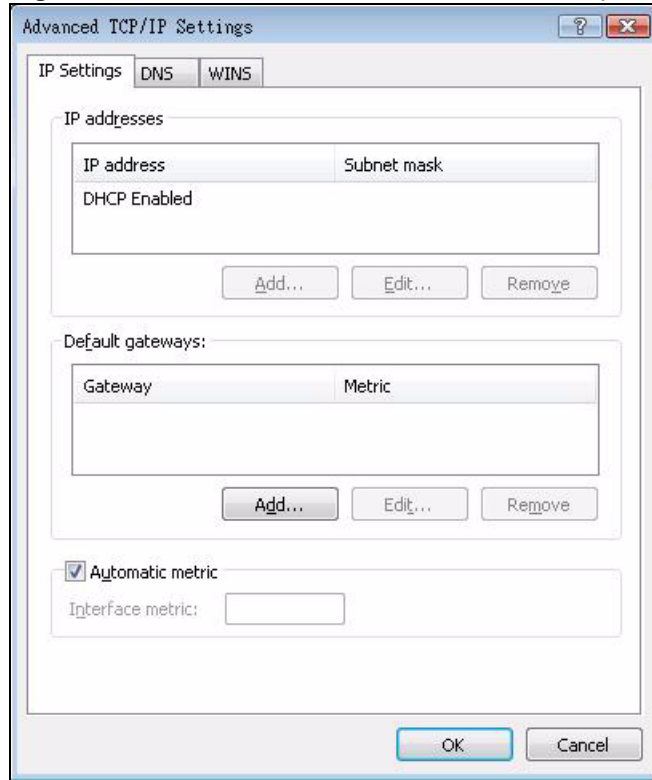 Advanced TCP/IP Settings
IP Settings DNS WINS
IP addresses
IP address Subnet mask
DHCP Enabled
Add... Edit... Remove
Default gateways:
Gateway Metric
Add... Edit... Remove
Automatic metric
Interface metric:
OK Cancel